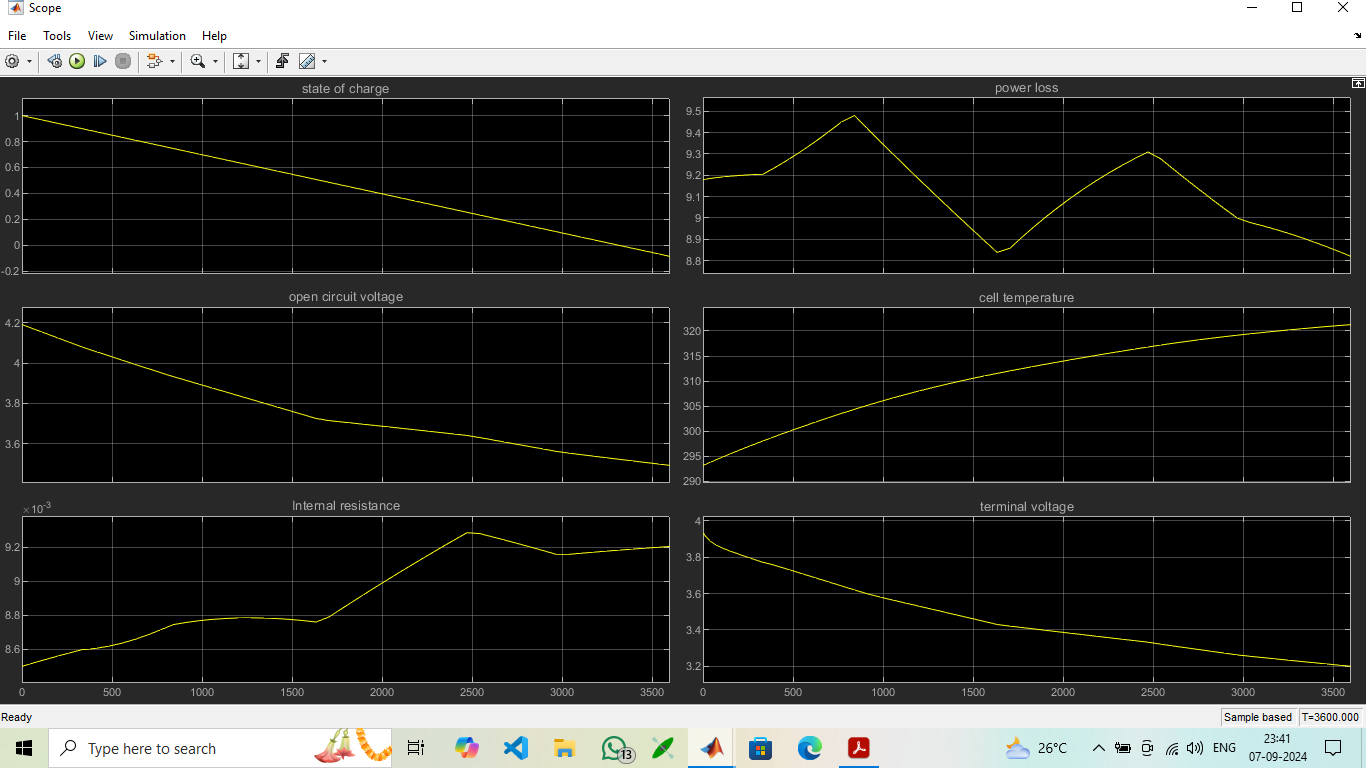 Scope
File Tools View Simulation Help
state of charge
1
0.8
0.6
0.4
0.2
0
-0.2
power loss
9.5
9.4
9.3
9.2
9.1
9
8.9
8.8
open circuit voltage
4.2
4
3.8
3.6
cell temperature
320
315
310
305
300
295
290
Internal resistance
×10-3
9.2
9
8.8
8.6
0 500 1000 1500 2000 2500 3000 3500
terminal voltage
4
3.8
3.6
3.4
3.2
0 500 1000 1500 2000 2500 3000 3500
Ready
Sample based T=3600.000
Type here to search
13
26°C
ENG
23:41
07-09-2024